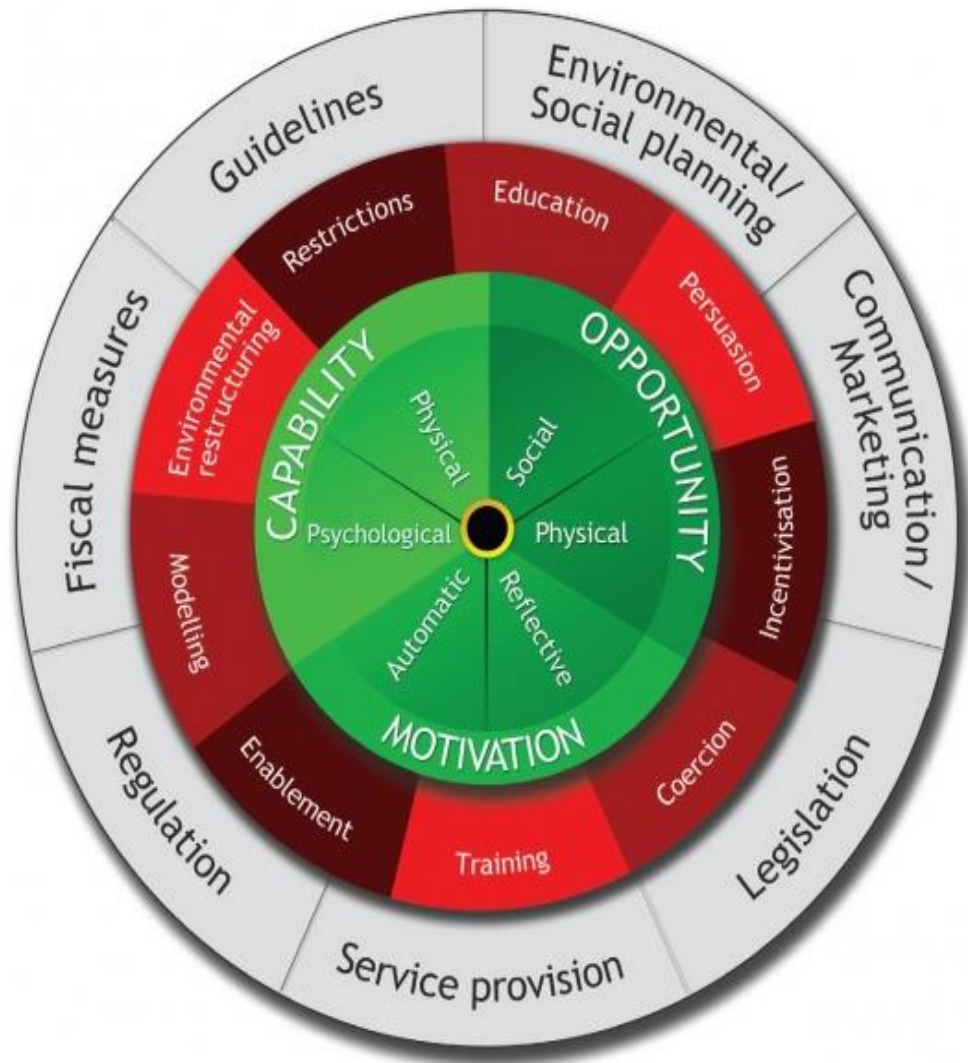 Guidelines
Environmental/
Social planning
Communication/
Marketing
Legislation
Service provision
Regulation
Fiscal measures
Restrictions
Education
Persuasion
Incentivisation
Coercion
Training
Enablement
Modelling
Environmental
restructuring
CAPABILITY
OPPORTUNITY
MOTIVATION
Physical
Social
Psychological
Physical
Automatic
Reflective